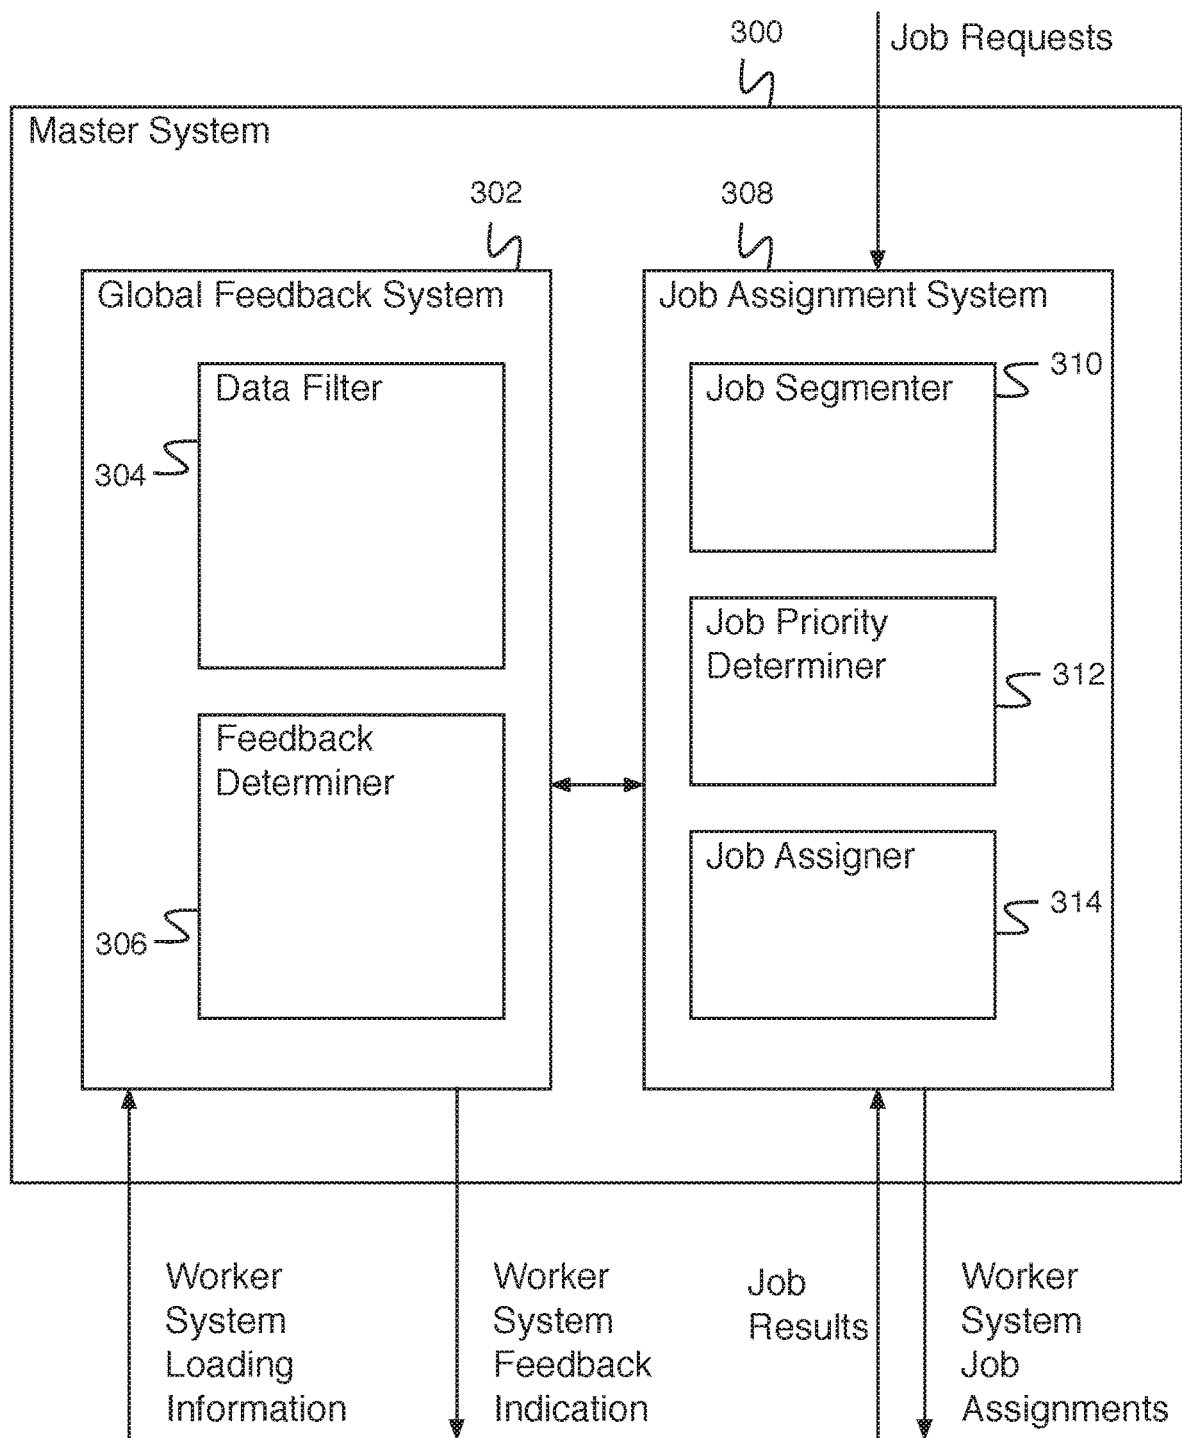 300
Job Requests
Master System
302
308
Global Feedback System
Job Assignment System
Data Filter
304
Job Segmenter
310
Job Priority
Determiner
312
Feedback
Determiner
306
Job Assigner
314
Worker
System
Loading
Information
Worker
System
Feedback
Indication
Job
Results
Worker
System
Job
Assignments